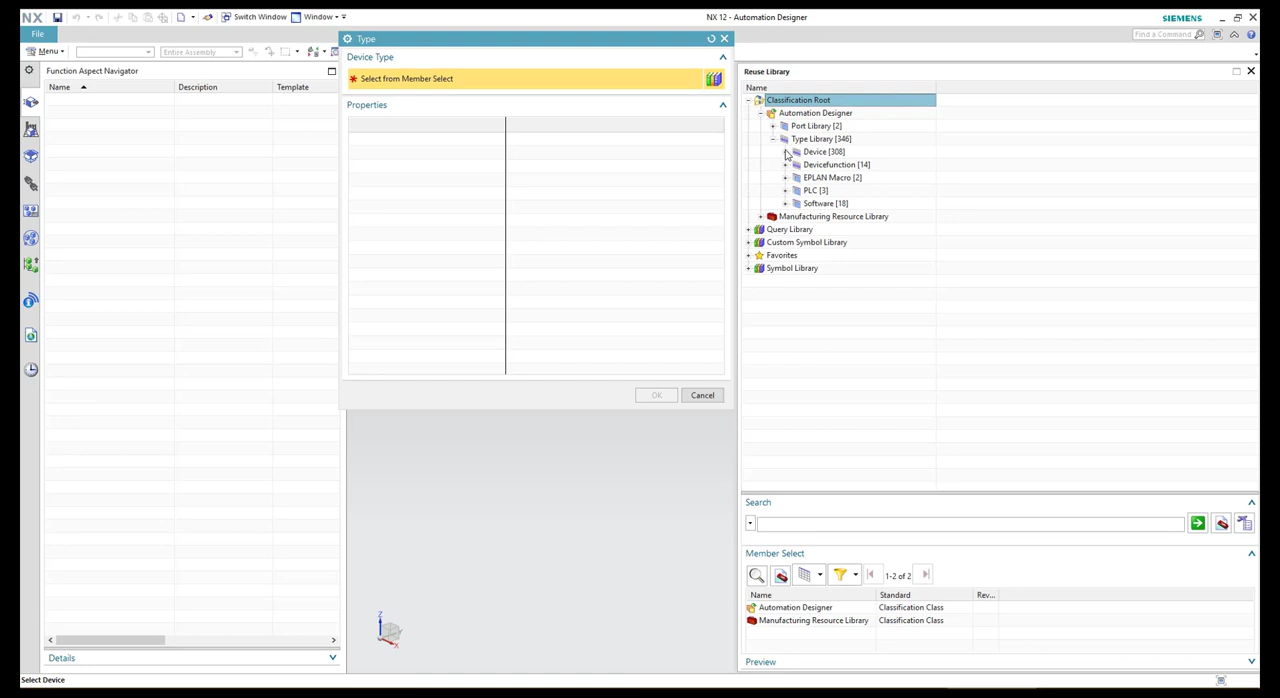 NX
Switch Window
Window
NX 12 - Automation Designer
SIEMENS
File
Find a Command
Menu
Entire Assembly
Function Aspect Navigator
Name
Description
Template
Type
Device Type
* Select from Member Select
Properties
OK
Cancel
Reuse Library
Name
Classification Root
Automation Designer
Port Library [2]
Type Library [346]
Device [308]
Devicefunction [14]
EPLAN Macro [2]
PLC [3]
Software [18]
Manufacturing Resource Library
Query Library
Custom Symbol Library
Favorites
Symbol Library
Search
Member Select
1-2 of 2
Name
Standard
Rev...
Automation Designer
Classification Class
Manufacturing Resource Library
Classification Class
Preview
Z
X
Details
Select Device